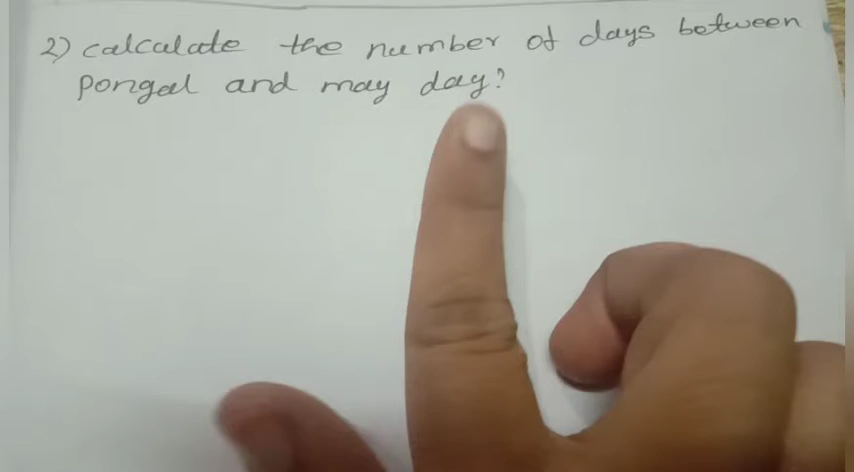 2) calculate the number of days between
pongal and may day?